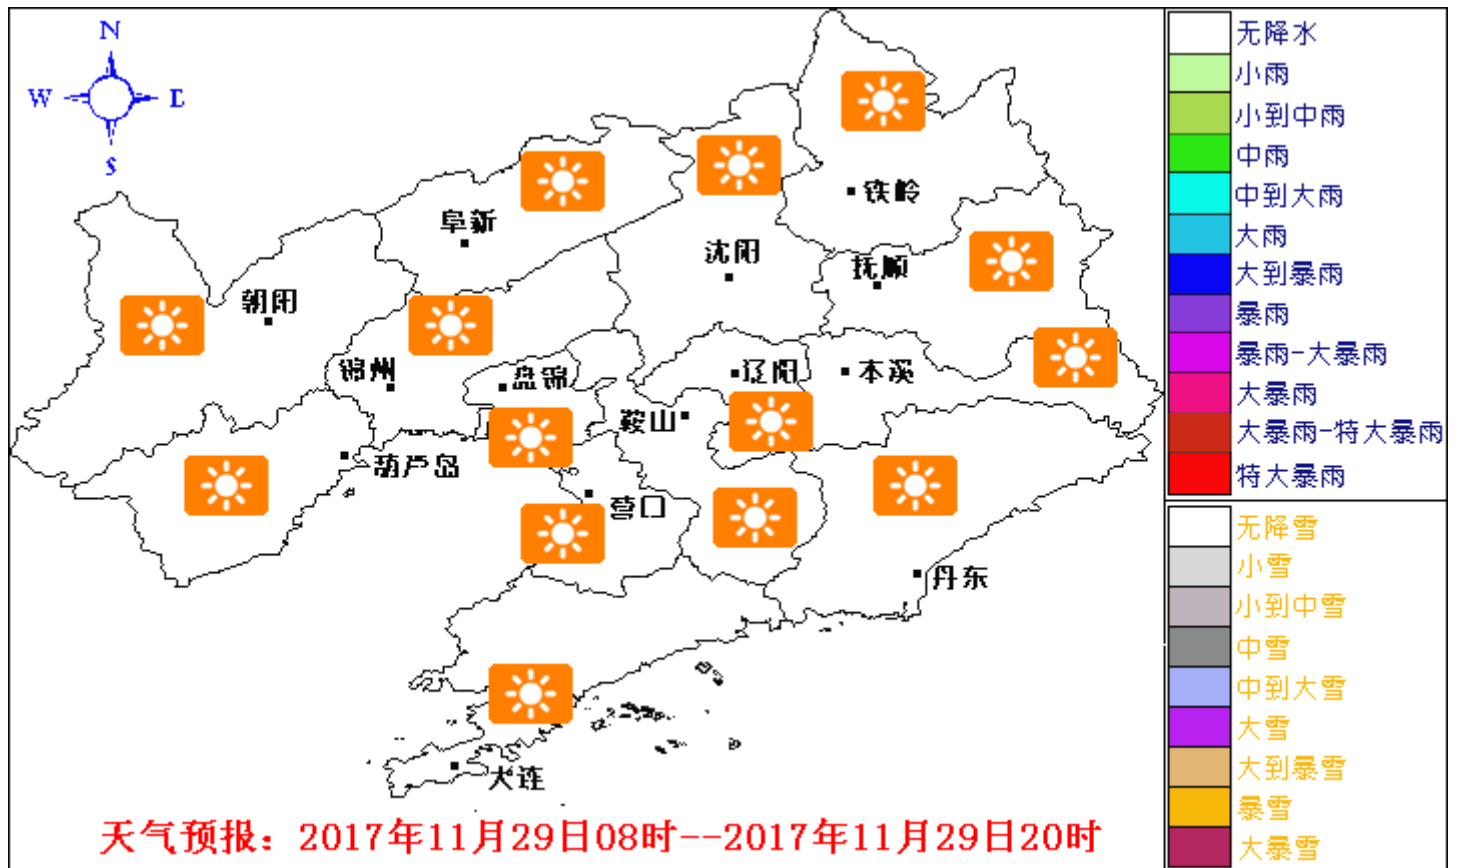 N
W E
S
铁岭
阜新
沈阳
抚顺
朝阳
锦州
盘锦
辽阳
本溪
鞍山
葫芦岛
营口
丹东
大连
天气预报：2017年11月29日08时--2017年11月29日20时
无降水
小雨
小到中雨
中雨
中到大雨
大雨
大到暴雨
暴雨
暴雨-大暴雨
大暴雨
大暴雨-特大暴雨
特大暴雨
无降雪
小雪
小到中雪
中雪
中到大雪
大雪
大到暴雪
暴雪
大暴雪